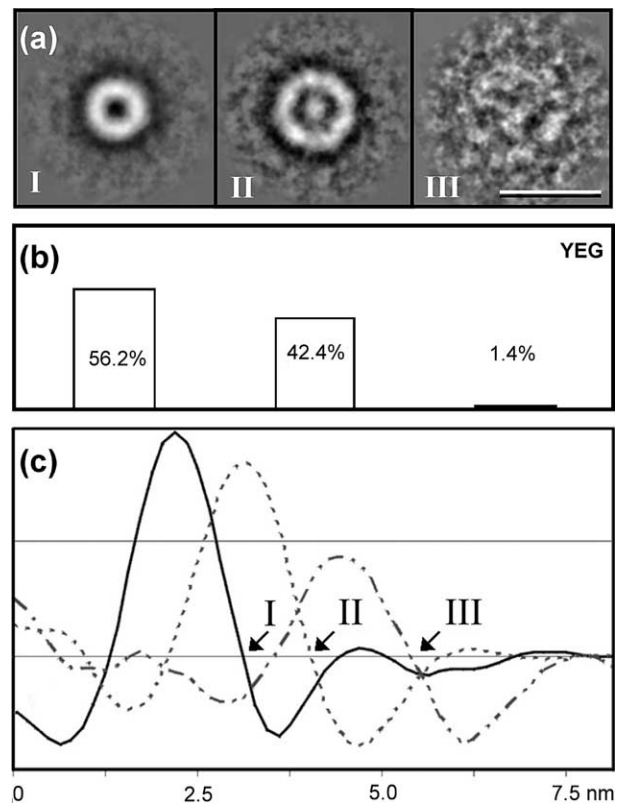 (a)
I
II
III
(b)
YEG
56.2%
42.4%
1.4%
(c)
I
II
III
0
2.5
5.0
7.5 nm